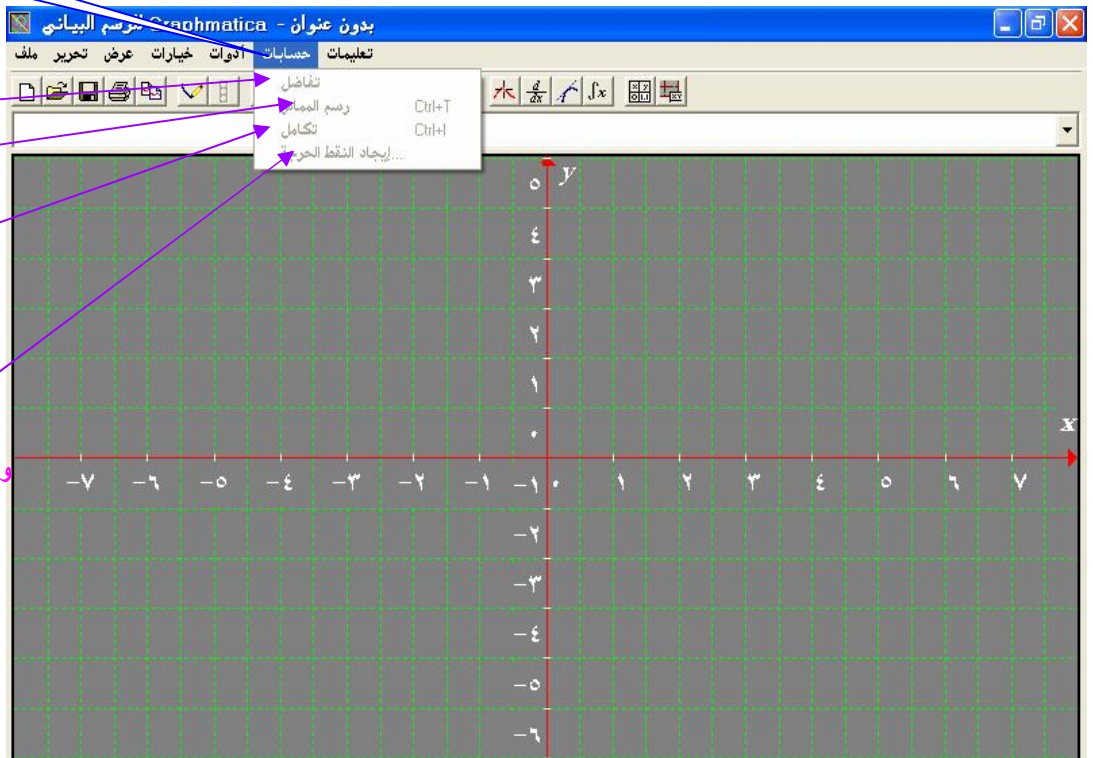 بدون عنوان - Graphmatica للرسم البياني
ملف تحرير عرض خيارات أدوات حسابات تعليمات
تفاضل
رسم المماس Ctrl+T
تكامل Ctrl+I
إيجاد النقط الحرجة...
d/dx ∫x
y
٥
٤
٣
٢
١
٠
x
−٧ −٦ −٥ −٤ −٣ −٢ −١ −١ ٠ ١ ٢ ٣ ٤ ٥ ٦ ٧
−٢
−٣
−٤
−٥
−٦
و